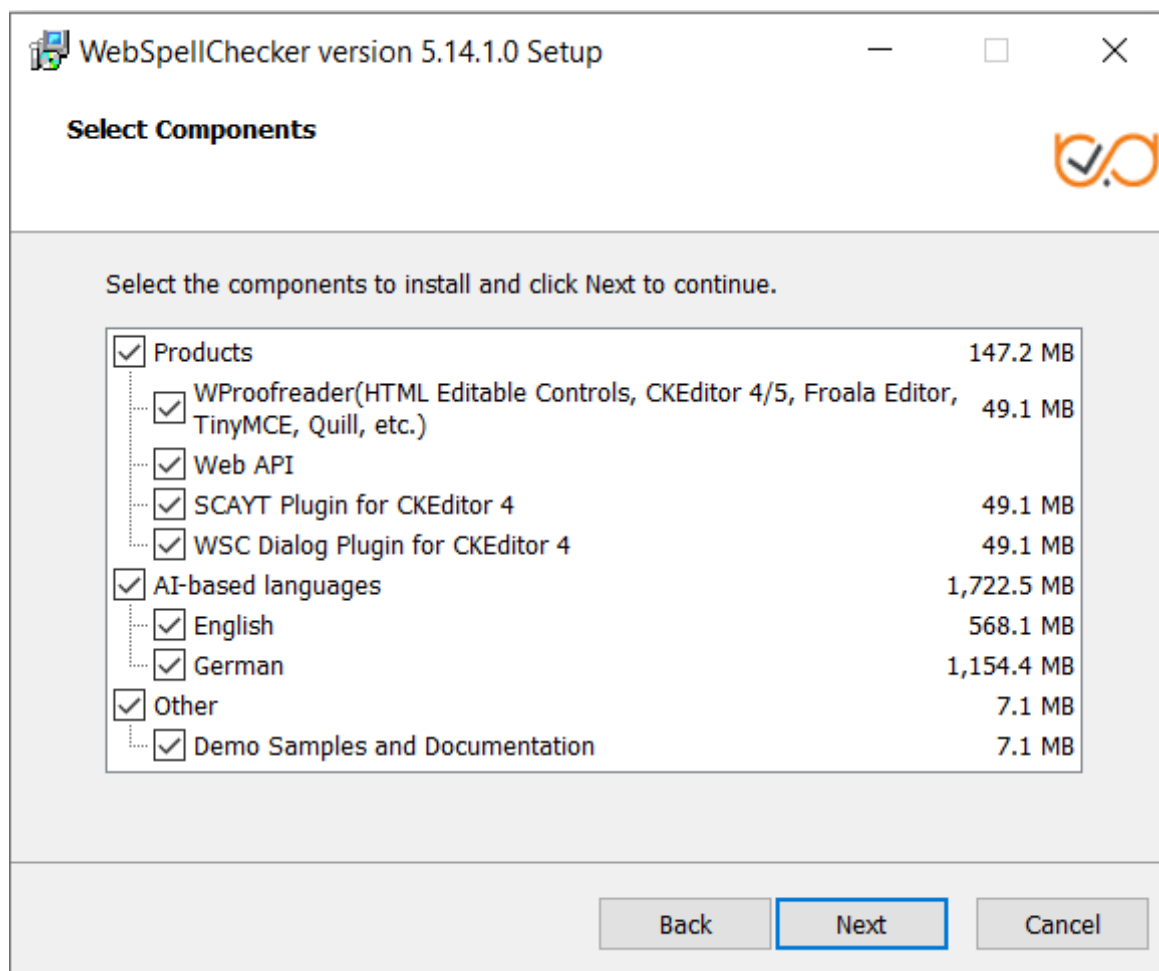 WebSpellChecker version 5.14.1.0 Setup
Select Components
Select the components to install and click Next to continue.
Products 147.2 MB
WProofreader(HTML Editable Controls, CKEditor 4/5, Froala Editor,
TinyMCE, Quill, etc.) 49.1 MB
Web API
SCAYT Plugin for CKEditor 4 49.1 MB
WSC Dialog Plugin for CKEditor 4 49.1 MB
AI-based languages 1,722.5 MB
English 568.1 MB
German 1,154.4 MB
Other 7.1 MB
Demo Samples and Documentation 7.1 MB
Back Next Cancel